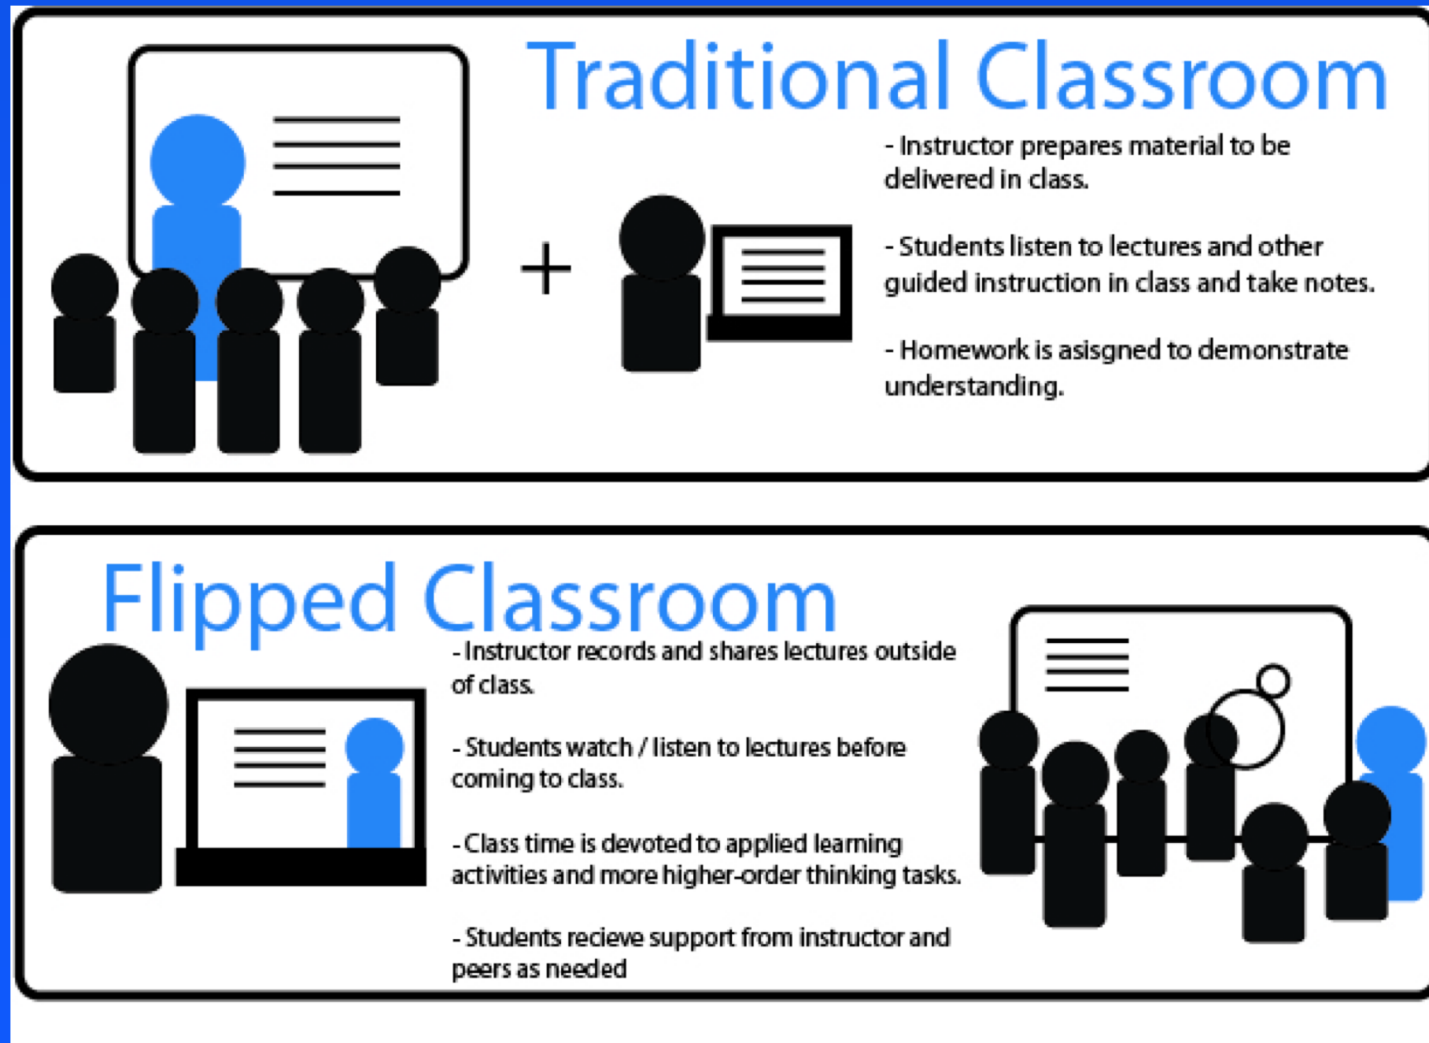 Traditional Classroom
- Instructor prepares material to be
delivered in class.
- Students listen to lectures and other
guided instruction in class and take notes.
- Homework is asisgned to demonstrate
understanding.
Flipped Classroom
- Instructor records and shares lectures outside
of class.
- Students watch / listen to lectures before
coming to class.
- Class time is devoted to applied learning
activities and more higher-order thinking tasks.
- Students recieve support from instructor and
peers as needed